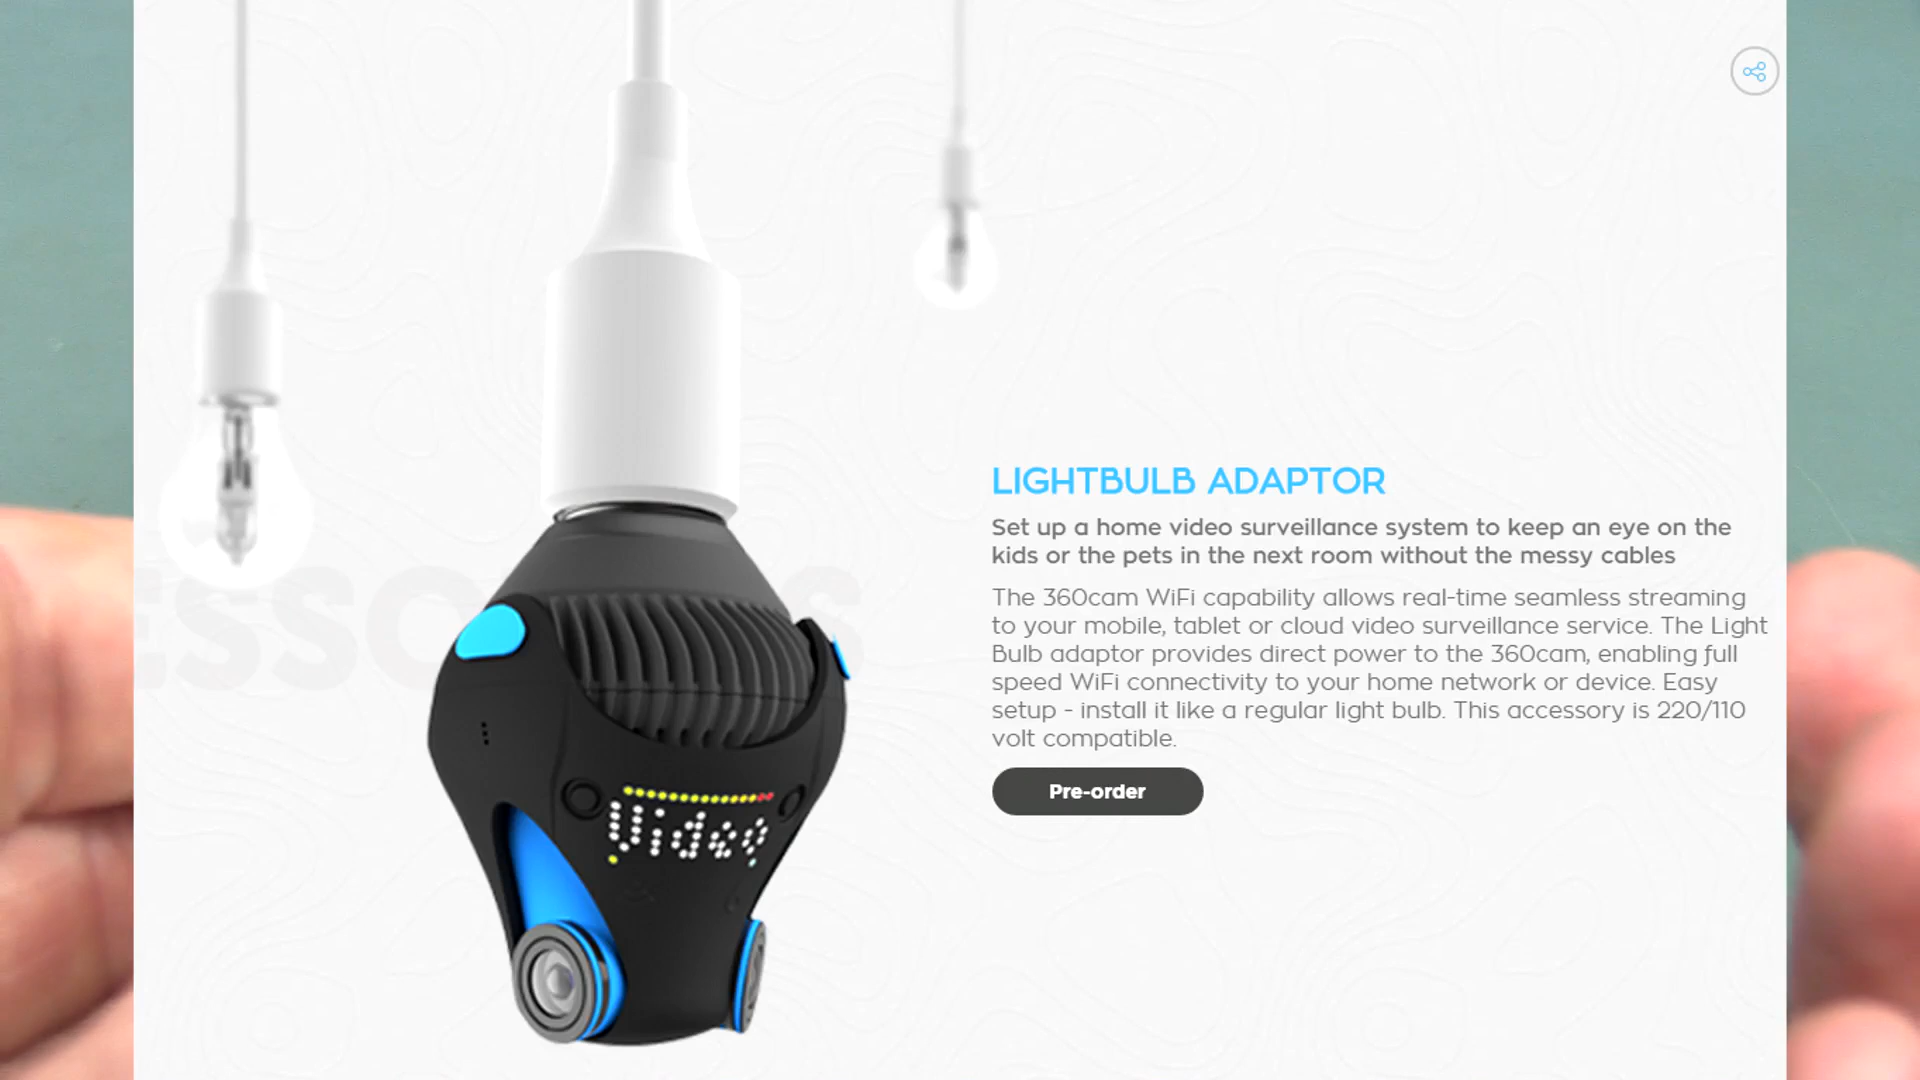 LIGHTBULB ADAPTOR
Set up a home video surveillance system to keep an eye on the
kids or the pets in the next room without the messy cables
The 360cam WiFi capability allows real-time seamless streaming
to your mobile, tablet or cloud video surveillance service. The Light
Bulb adaptor provides direct power to the 360cam, enabling full
speed WiFi connectivity to your home network or device. Easy
setup - install it like a regular light bulb. This accessory is 220/110
volt compatible.
Pre-order
Video